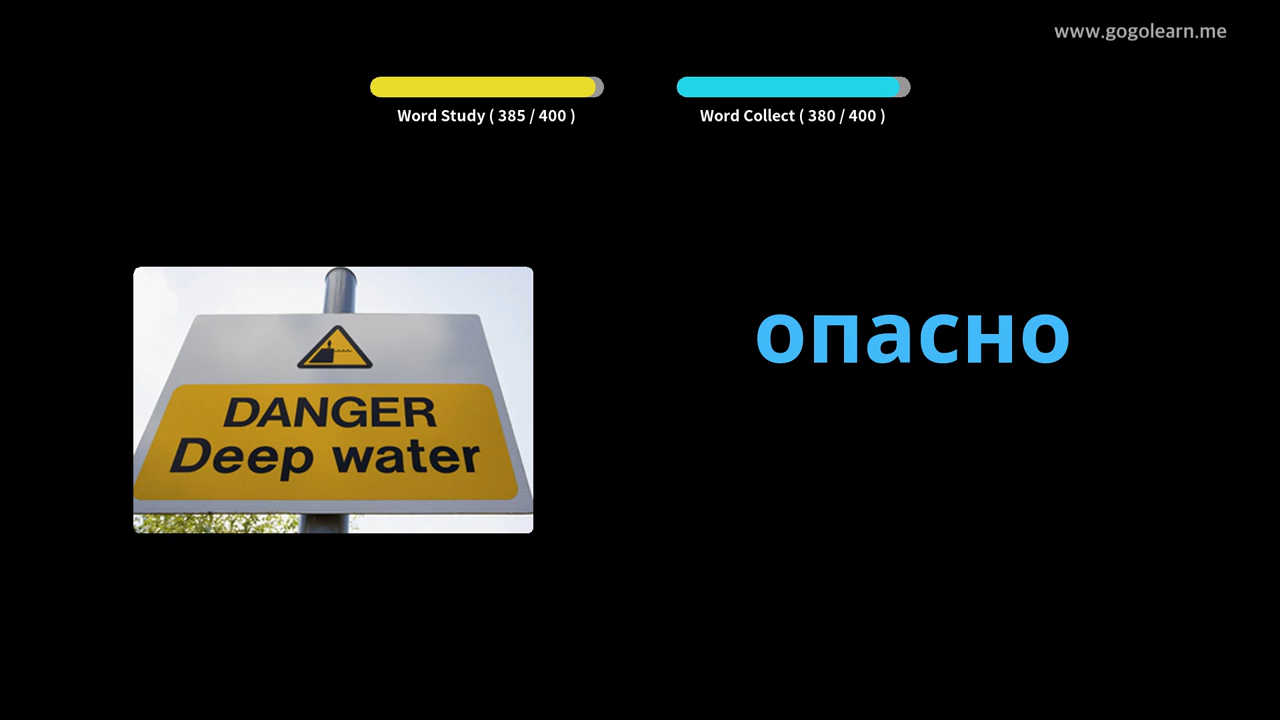 www.gogolearn.me
Word Study ( 385 / 400 )
Word Collect ( 380 / 400 )
DANGER
Deep water
опасно